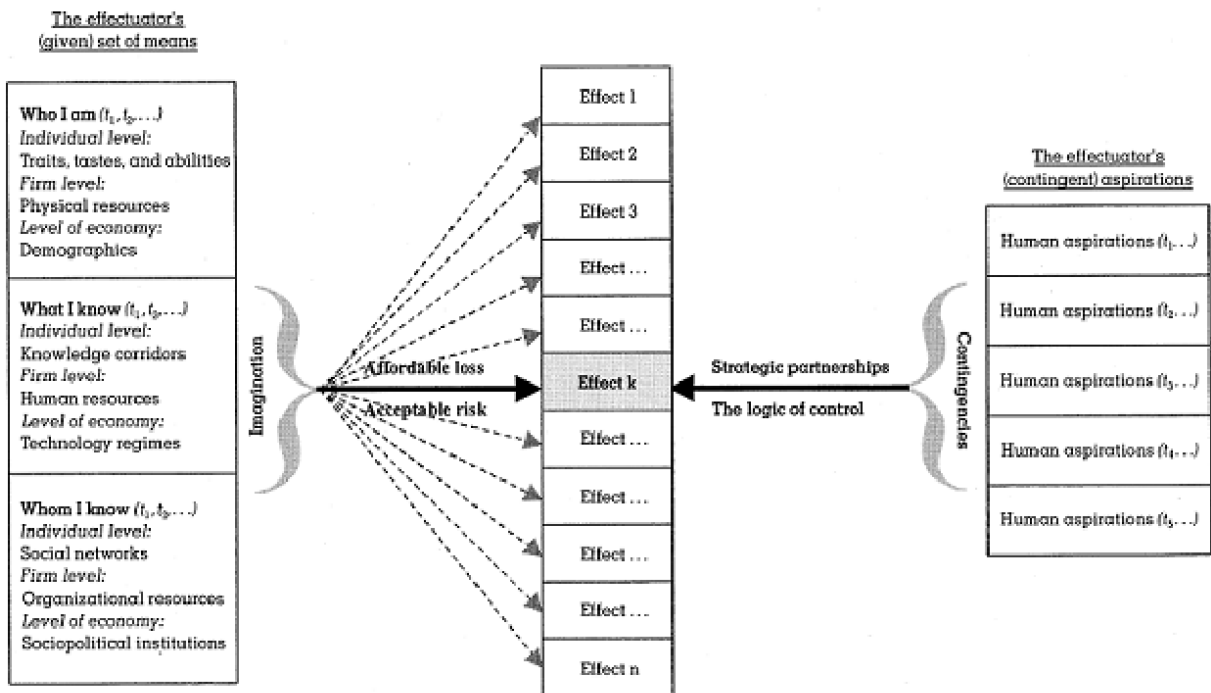 The effectuator's
(given) set of means
Who I am (t₁, t₂,...)
Individual level:
Traits, tastes, and abilities
Firm level:
Physical resources
Level of economy:
Demographics
What I know (t₁, t₂,...)
Individual level:
Knowledge corridors
Firm level:
Human resources
Level of economy:
Technology regimes
Whom I know (t₁, t₂,...)
Individual level:
Social networks
Firm level:
Organizational resources
Level of economy:
Sociopolitical institutions
Imagination
Affordable loss
Acceptable risk
Effect 1
Effect 2
Effect 3
Effect ...
Effect ...
Effect k
Effect ...
Effect ...
Effect ...
Effect ...
Effect n
Strategic partnerships
The logic of control
Contingencies
The effectuator's
(contingent) aspirations
Human aspirations (t₁...)
Human aspirations (t₂...)
Human aspirations (t₃...)
Human aspirations (t₄...)
Human aspirations (t₅...)